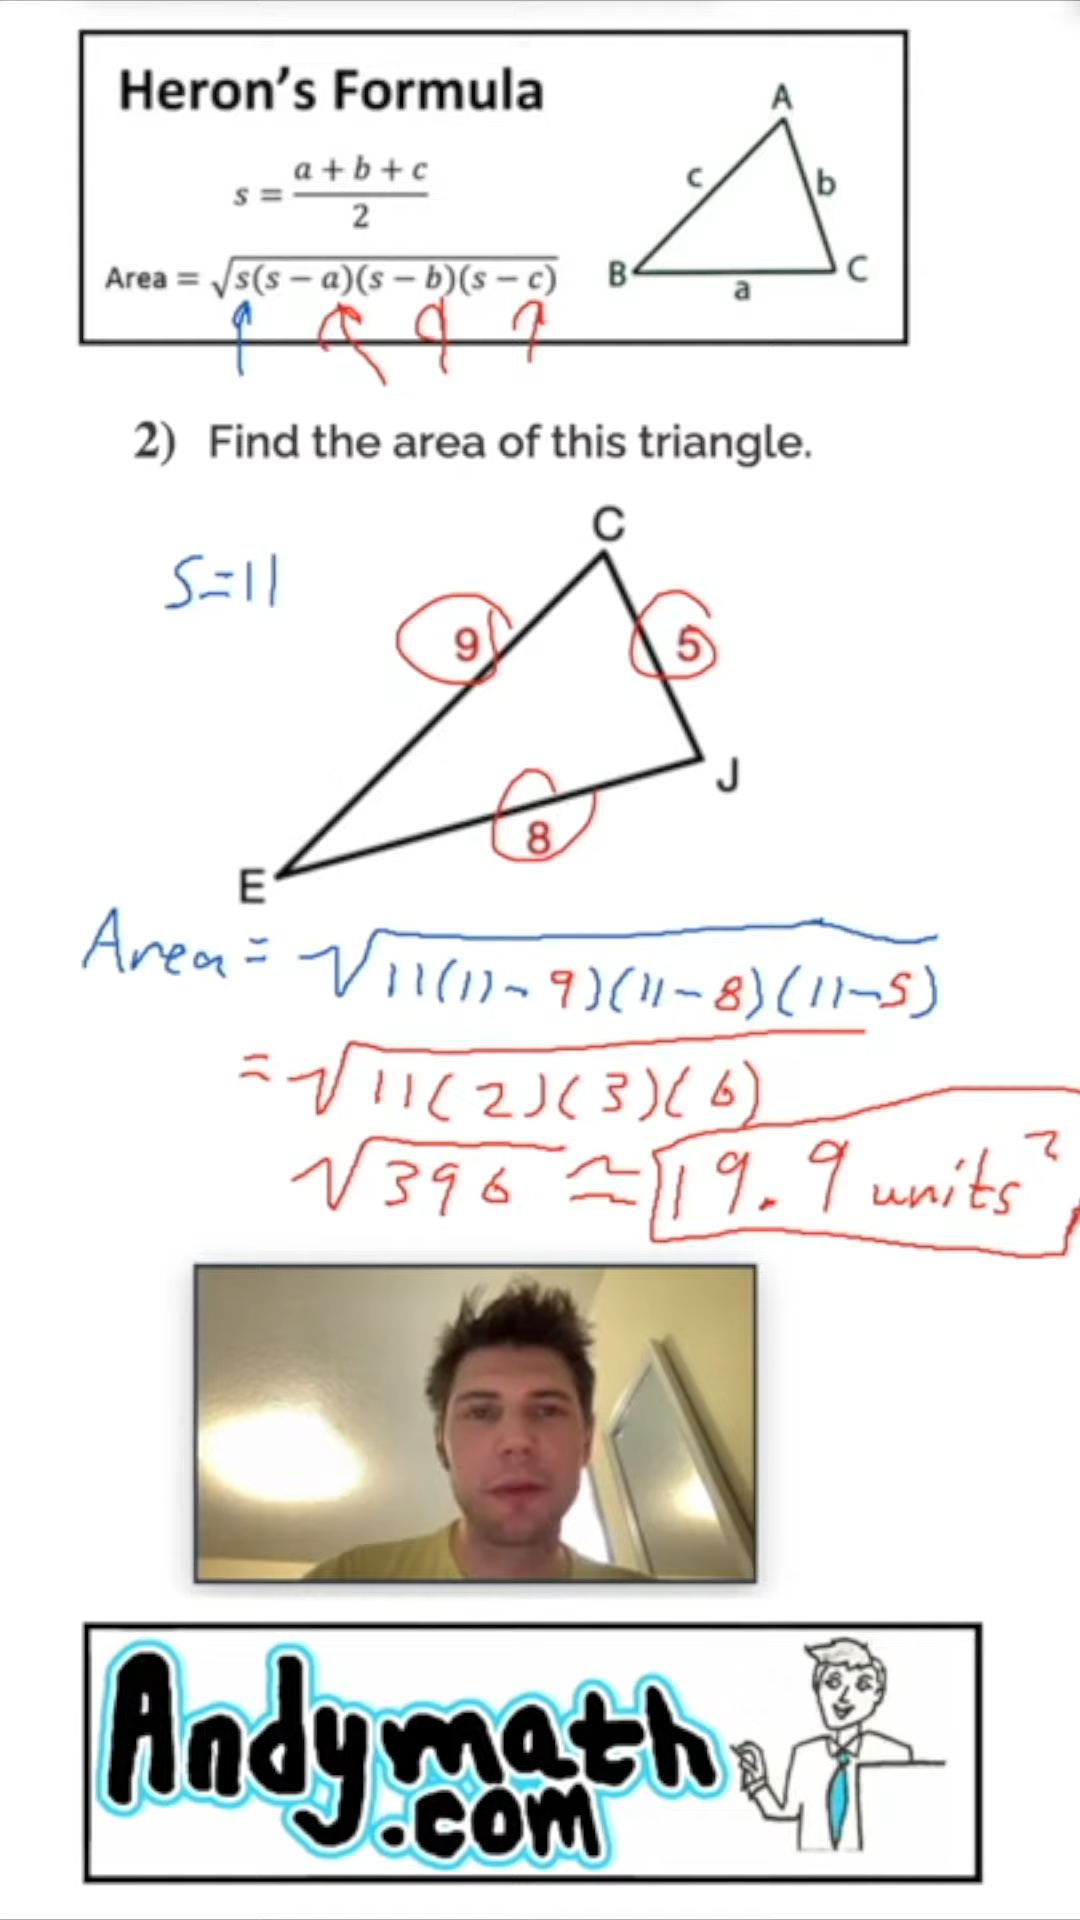 Heron's Formula
s = (a + b + c)/2
Area = √s(s − a)(s − b)(s − c)
A
c
b
B
a
C
2) Find the area of this triangle.
S=11
C
9
5
J
8
E
Area = √11(11-9)(11-8)(11-5)
= √11(2)(3)(6)
√396 ≃ 19.9 units²
Andymath
.com